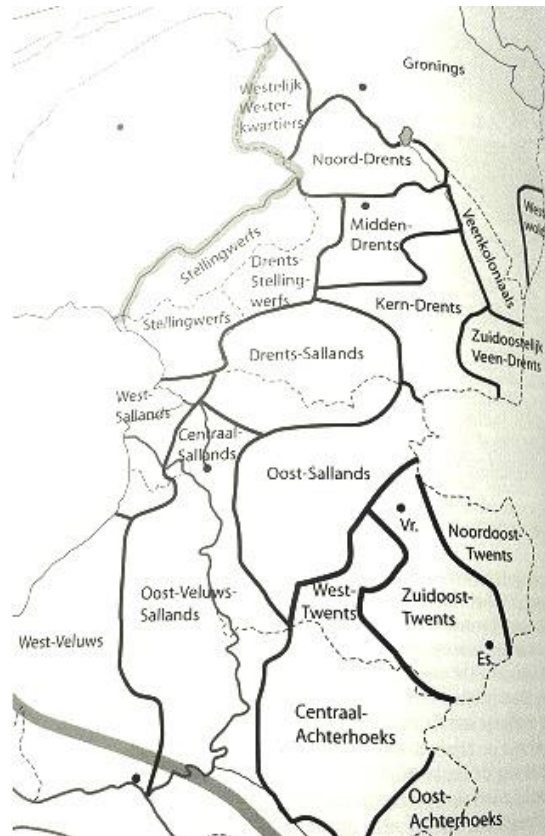 Gronings
Westelijk
Wester-
kwartiers
Noord-Drents
Veenkoloniaals
Midden-
Drents
Stellingwerfs
Drents-
Stelling-
werfs
Kern-Drents
Stellingwerfs
Zuidoostelijk
Veen-Drents
Drents-Sallands
West-
Sallands
Centraal-
Sallands
Oost-Sallands
Vr.
Noordoost-
Twents
Oost-Veluws-
Sallands
West-
Twents
Zuidoost-
Twents
West-Veluws
Es.
Centraal-
Achterhoeks
Oost-
Achterhoeks